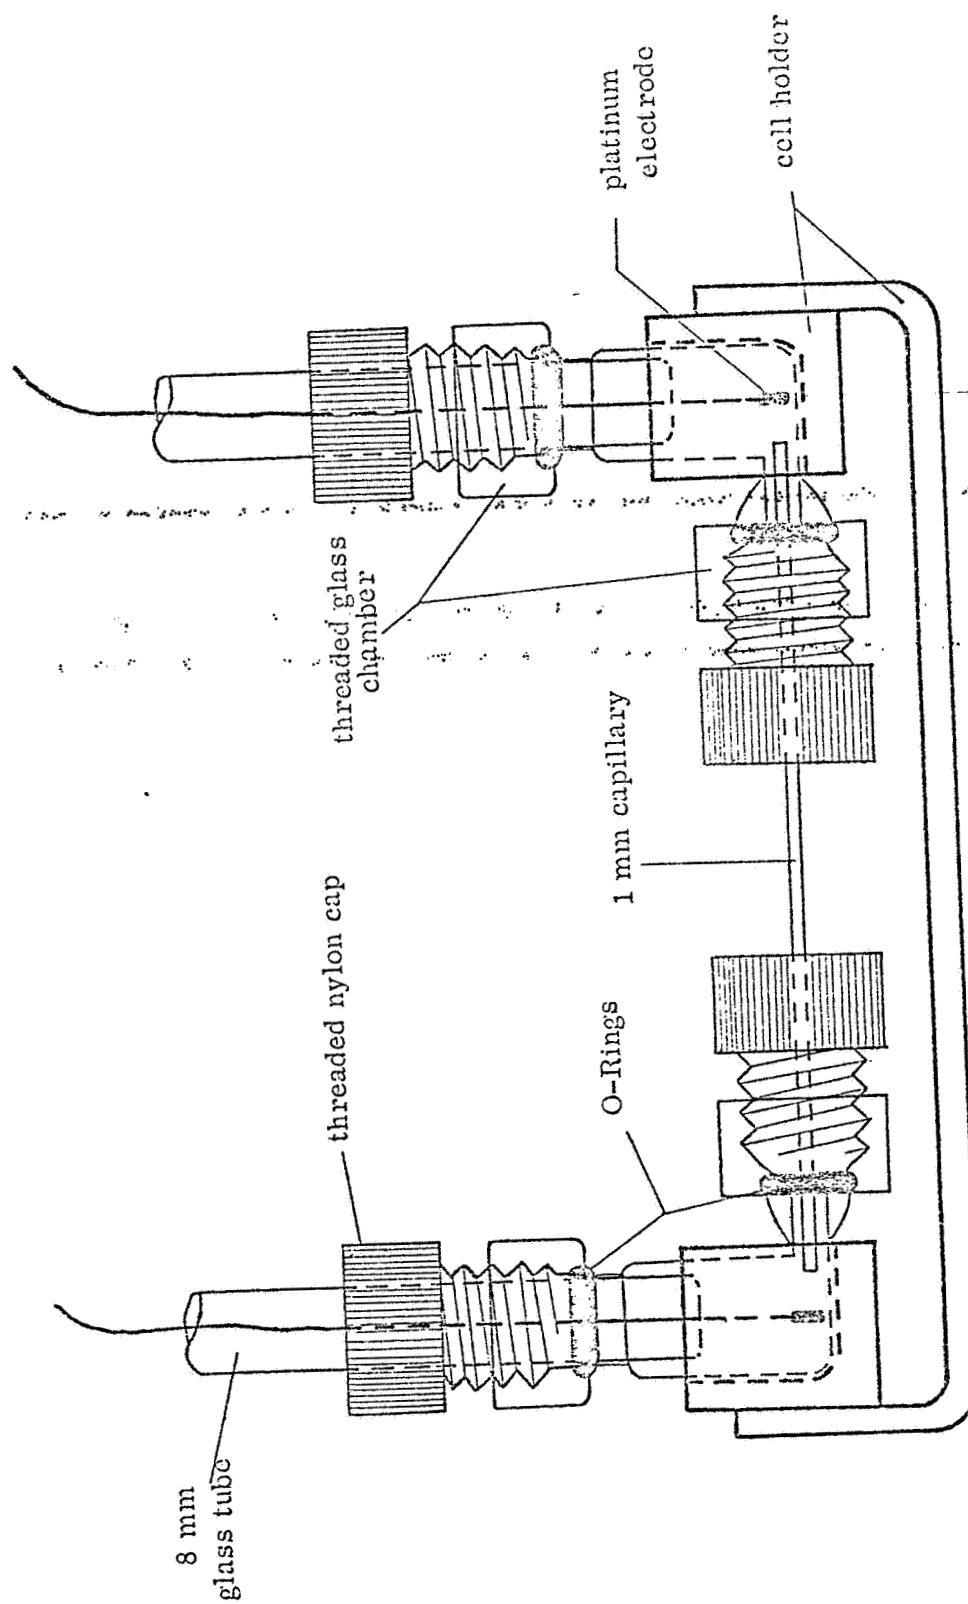 8 mm
glass tube
threaded nylon cap
O-Rings
1 mm capillary
threaded glass
chamber
platinum
electrode
cell holder